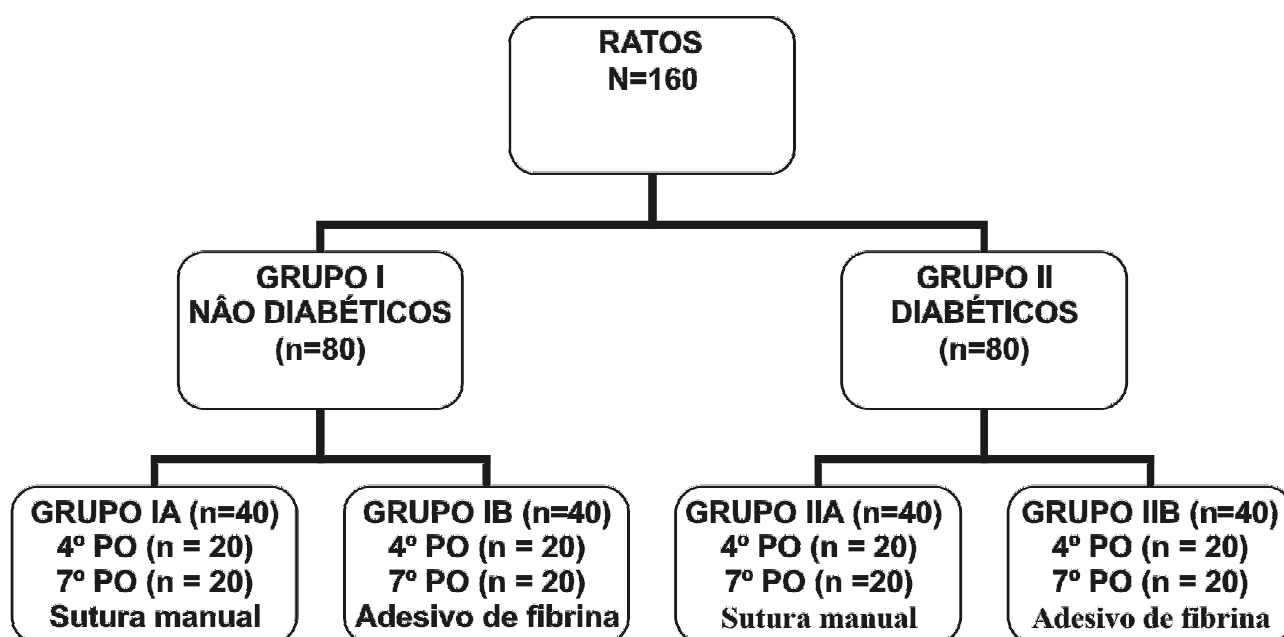 RATOS
N=160
GRUPO I
NÂO DIABÉTICOS
(n=80)
GRUPO II
DIABÉTICOS
(n=80)
GRUPO IA (n=40)
4º PO (n = 20)
7º PO (n = 20)
Sutura manual
GRUPO IB (n=40)
4º PO (n = 20)
7º PO (n = 20)
Adesivo de fibrina
GRUPO IIA (n=40)
4º PO (n = 20)
7º PO (n =20)
Sutura manual
GRUPO IIB (n=40)
4º PO (n = 20)
7º PO (n = 20)
Adesivo de fibrina